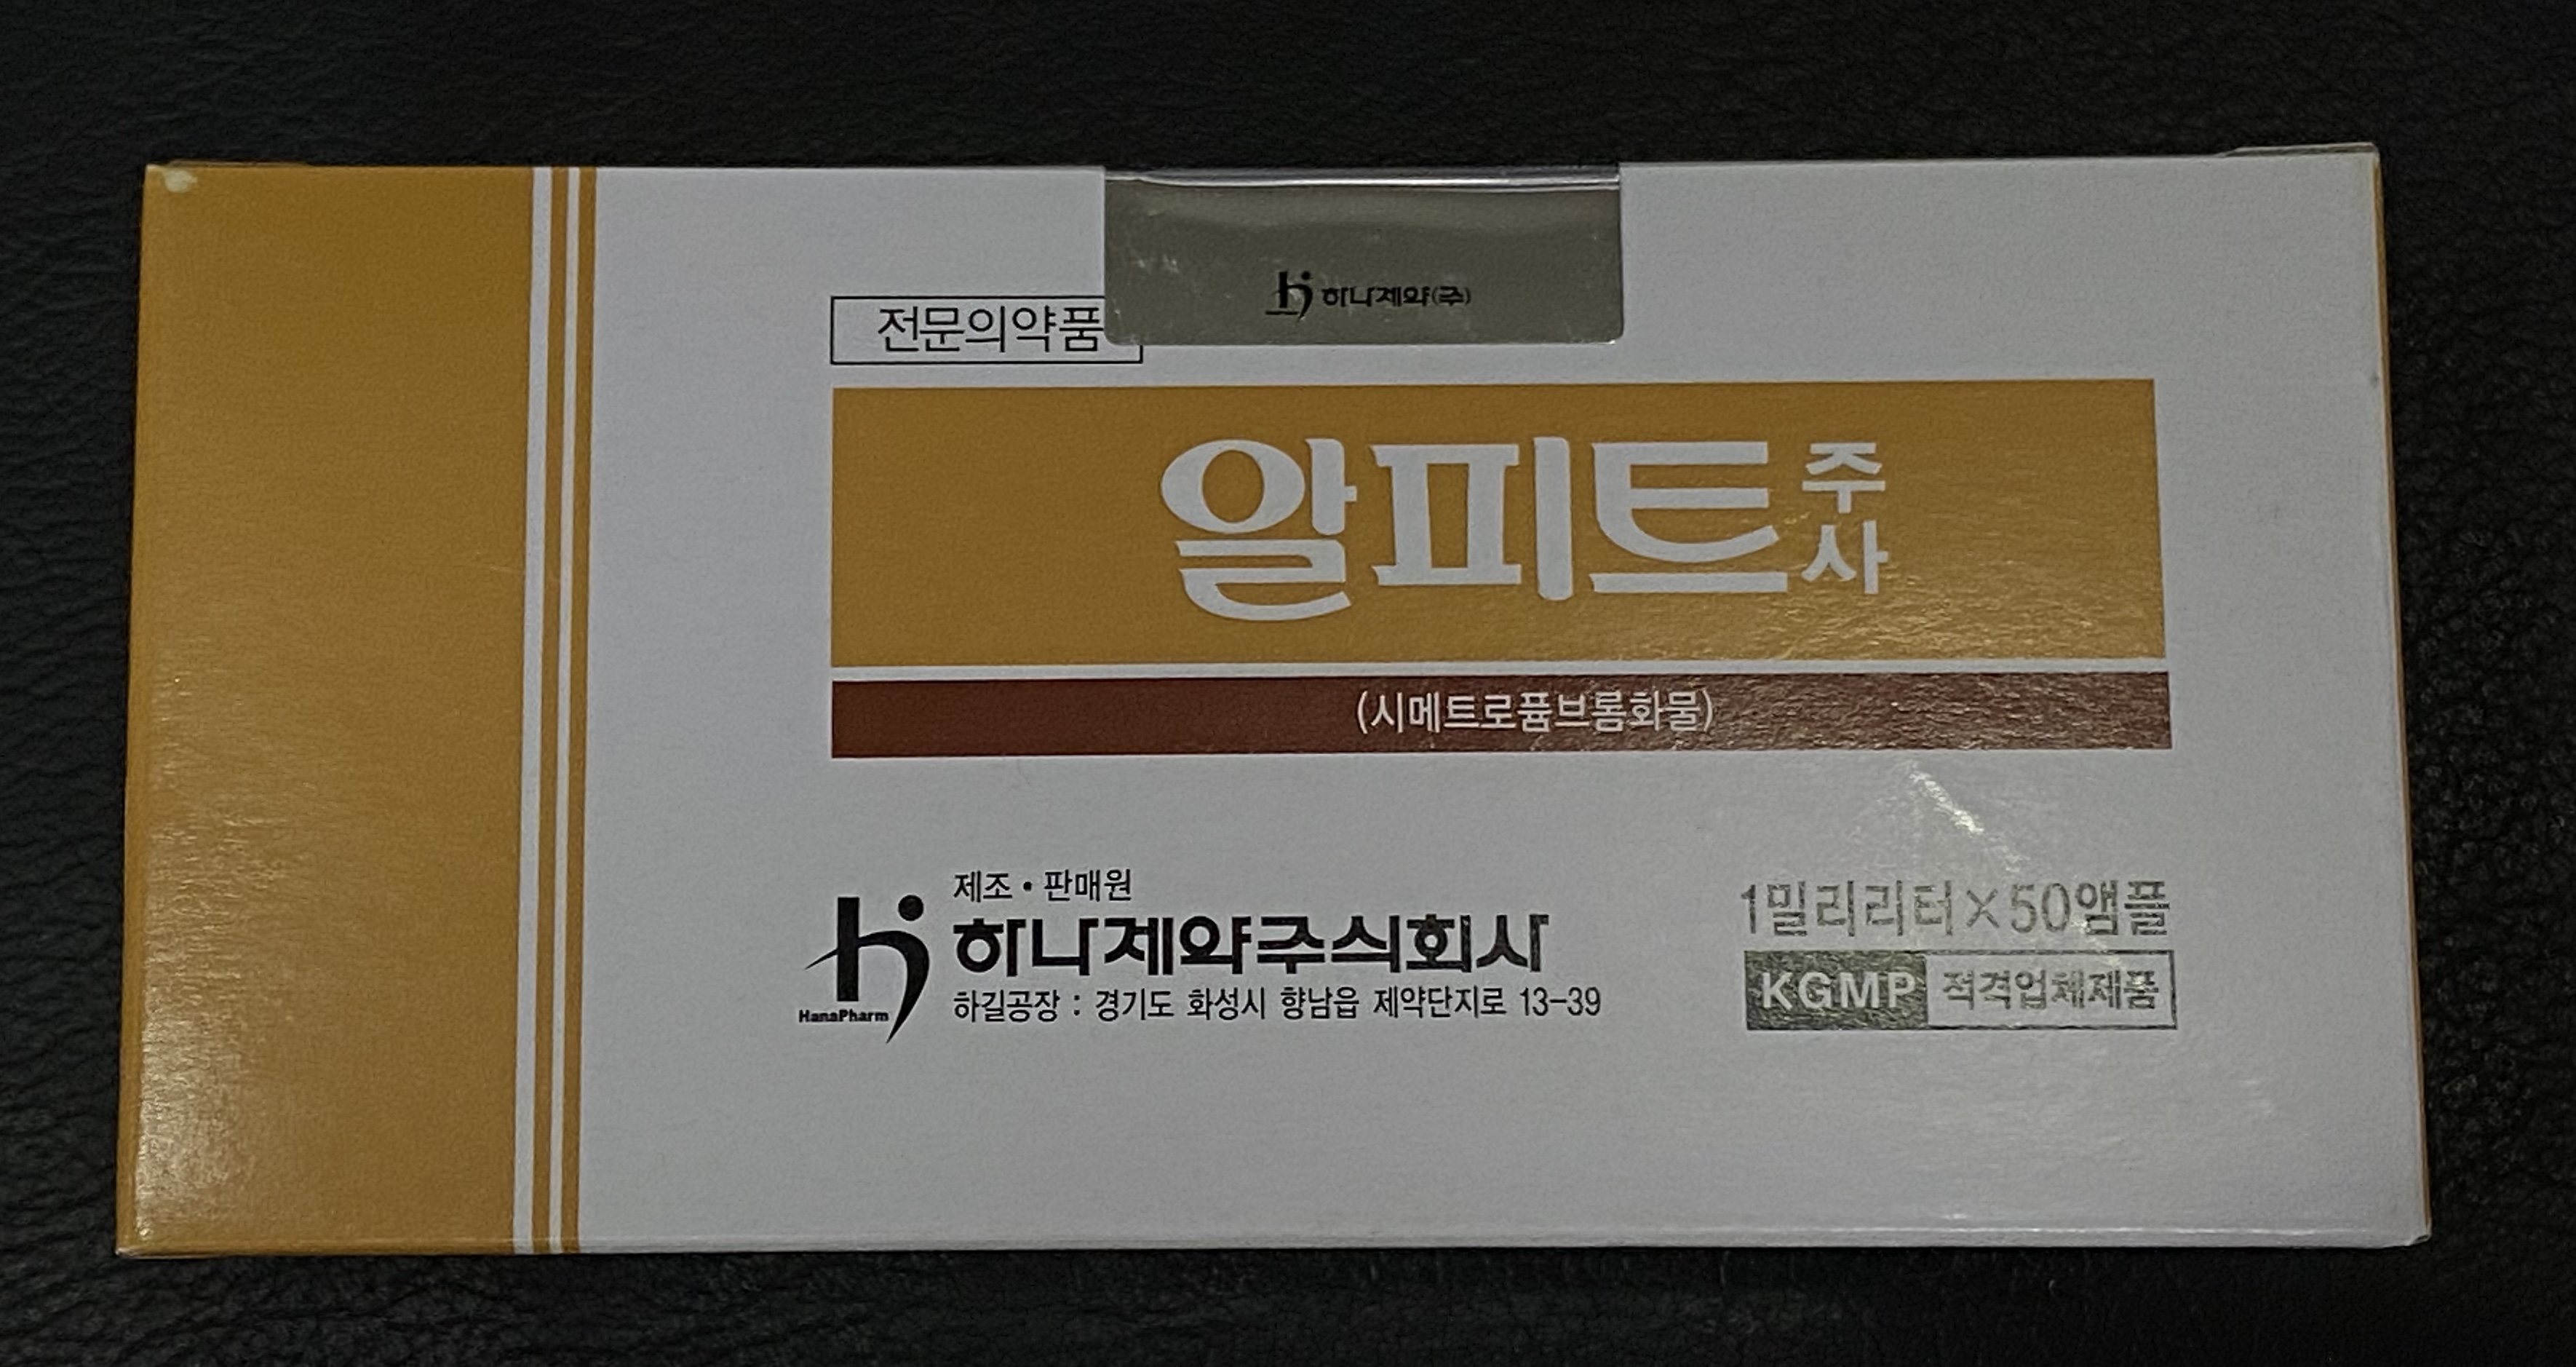 하나제약(주)
전문의약품
알피트주사
(시메트로퓸브롬화물)
제조·판매원
하나제약주식회사
HanaPharm
하길공장 : 경기도 화성시 향남읍 제약단지로 13-39
1밀리리터×50앰플
KGMP 적격업체제품